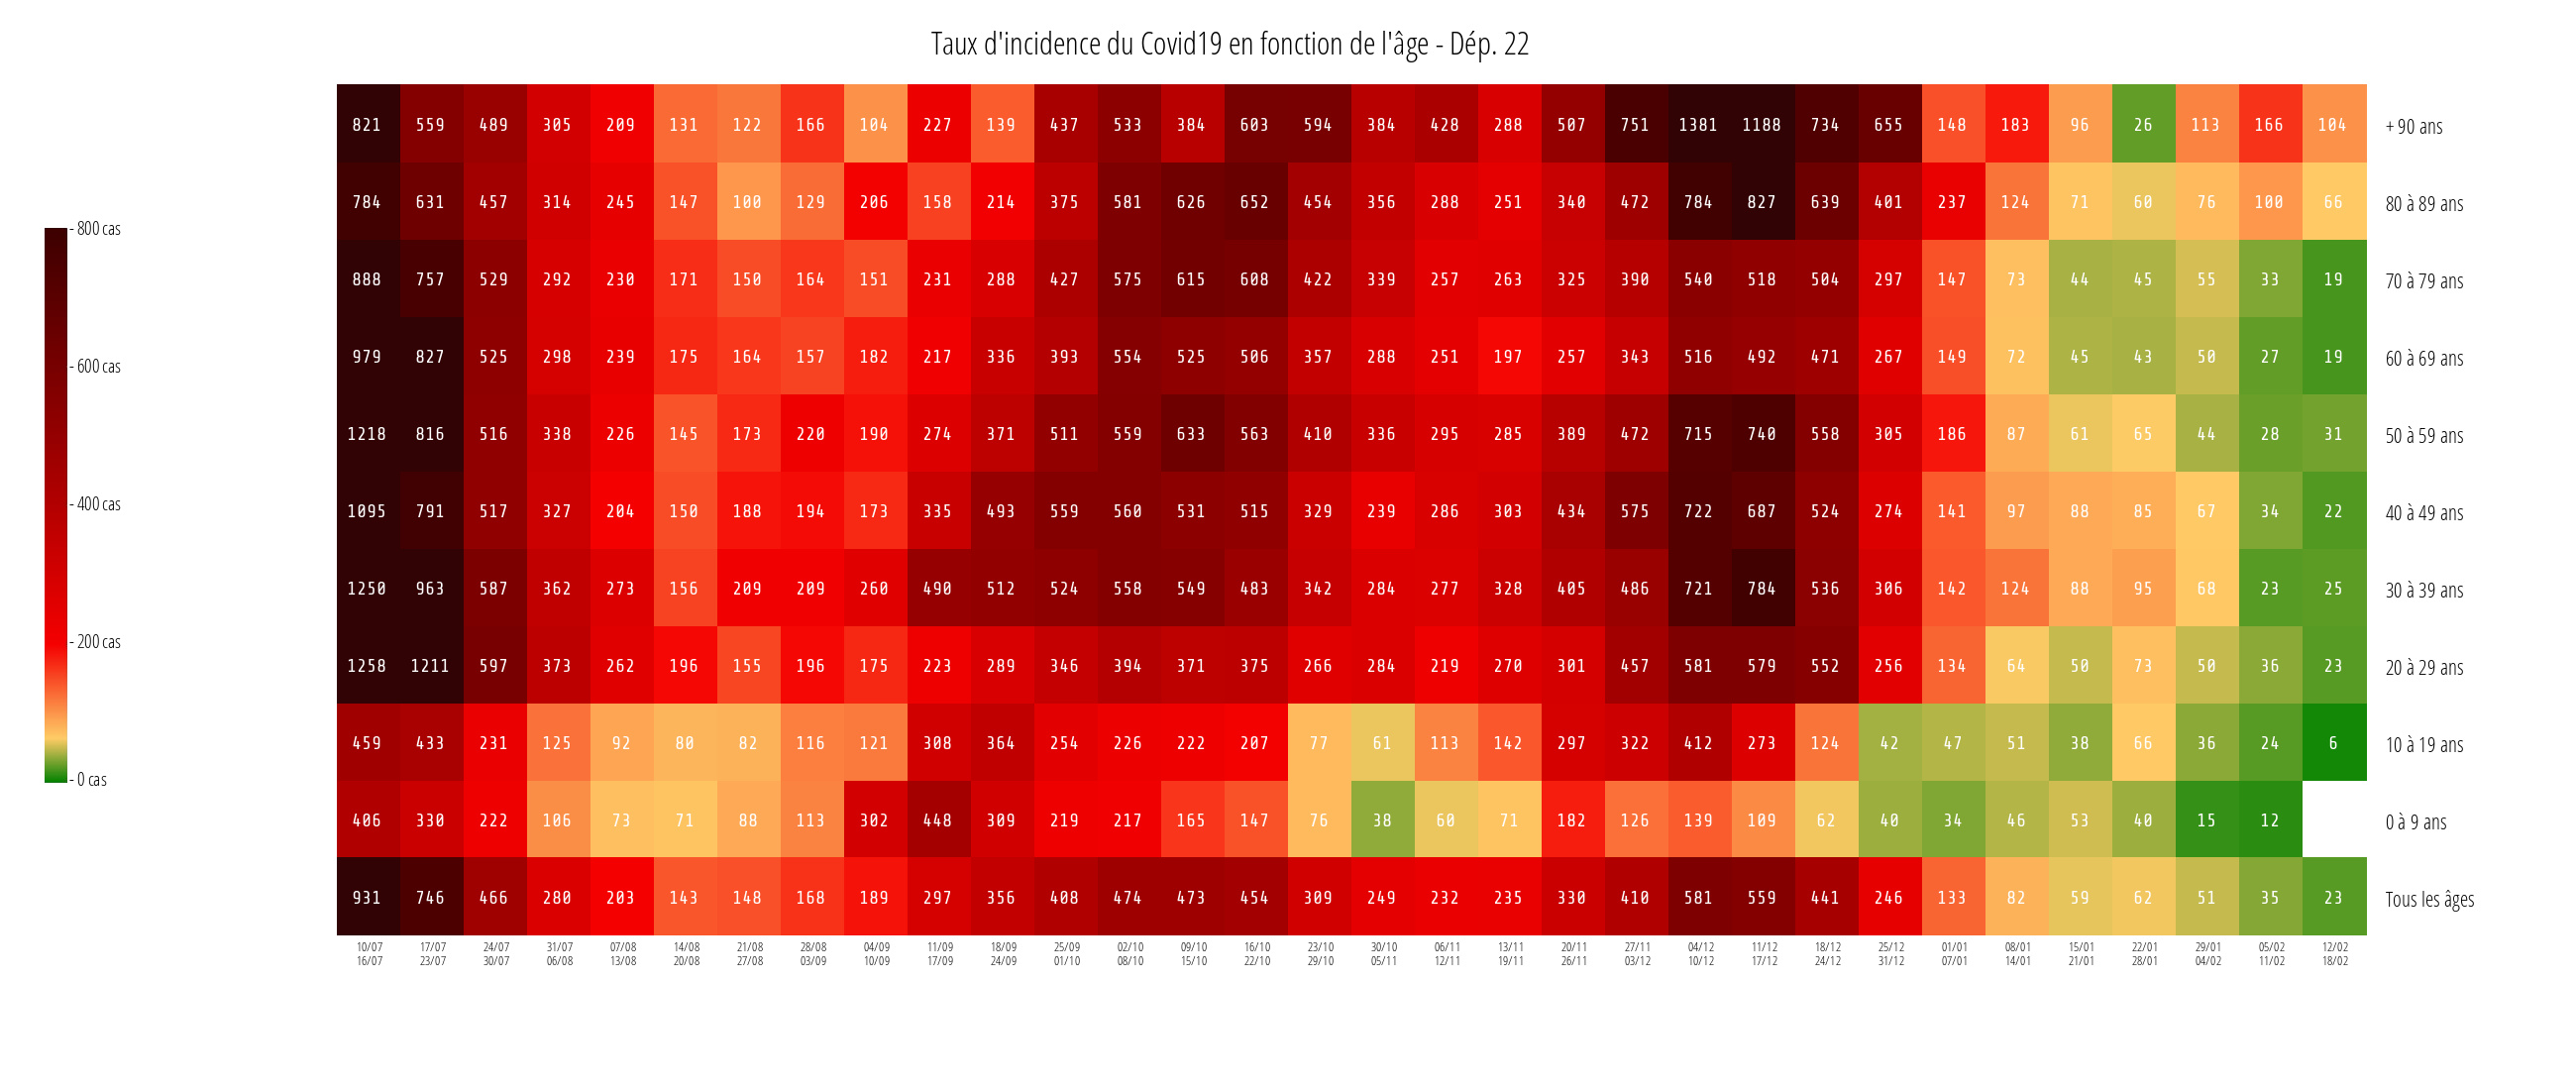 Taux d'incidence du Covid19 en fonction de l'âge - Dép. 22
- 800 cas
- 600 cas
- 400 cas
- 200 cas
- 0 cas
821 559 489 305 209 131 122 166 104 227 139 437 533 384 603 594 384 428 288 507 751 1381 1188 734 655 148 183 96 26 113 166 104 + 90 ans
784 631 457 314 245 147 100 129 206 158 214 375 581 626 652 454 356 288 251 340 472 784 827 639 401 237 124 71 60 76 100 66 80 à 89 ans
888 757 529 292 230 171 150 164 151 231 288 427 575 615 608 422 339 257 263 325 390 540 518 504 297 147 73 44 45 55 33 19 70 à 79 ans
979 827 525 298 239 175 164 157 182 217 336 393 554 525 506 357 288 251 197 257 343 516 492 471 267 149 72 45 43 50 27 19 60 à 69 ans
1218 816 516 338 226 145 173 220 190 274 371 511 559 633 563 410 336 295 285 389 472 715 740 558 305 186 87 61 65 44 28 31 50 à 59 ans
1095 791 517 327 204 150 188 194 173 335 493 559 560 531 515 329 239 286 303 434 575 722 687 524 274 141 97 88 85 67 34 22 40 à 49 ans
1250 963 587 362 273 156 209 209 260 490 512 524 558 549 483 342 284 277 328 405 486 721 784 536 306 142 124 88 95 68 23 25 30 à 39 ans
1258 1211 597 373 262 196 155 196 175 223 289 346 394 371 375 266 284 219 270 301 457 581 579 552 256 134 64 50 73 50 36 23 20 à 29 ans
459 433 231 125 92 80 82 116 121 308 364 254 226 222 207 77 61 113 142 297 322 412 273 124 42 47 51 38 66 36 24 6 10 à 19 ans
406 330 222 106 73 71 88 113 302 448 309 219 217 165 147 76 38 60 71 182 126 139 109 62 40 34 46 53 40 15 12 0 à 9 ans
931 746 466 280 203 143 148 168 189 297 356 408 474 473 454 309 249 232 235 330 410 581 559 441 246 133 82 59 62 51 35 23 Tous les âges
10/07 17/07 24/07 31/07 07/08 14/08 21/08 28/08 04/09 11/09 18/09 25/09 02/10 09/10 16/10 23/10 30/10 06/11 13/11 20/11 27/11 04/12 11/12 18/12 25/12 01/01 08/01 15/01 22/01 29/01 05/02 12/02
16/07 23/07 30/07 06/08 13/08 20/08 27/08 03/09 10/09 17/09 24/09 01/10 08/10 15/10 22/10 29/10 05/11 12/11 19/11 26/11 03/12 10/12 17/12 24/12 31/12 07/01 14/01 21/01 28/01 04/02 11/02 18/02